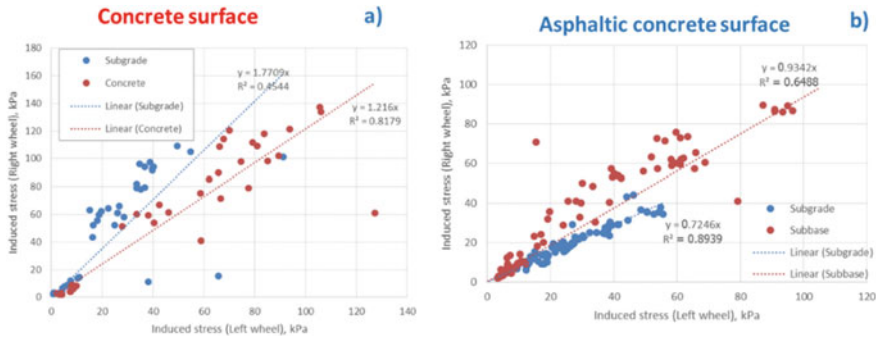 Concrete surface
a)
180
160
140
120
100
80
60
40
20
0
0 20 40 60 80 100 120 140
Induced stress (Right wheel), kPa
Induced stress (Left wheel), kPa
Subgrade
Concrete
Linear (Subgrade)
Linear (Concrete)
y = 1.7709x
R² = 0.4544
y = 1.216x
R² = 0.8179
Asphaltic concrete surface
b)
120
100
80
60
40
20
0
0 20 40 60 80 100 120
Induced stress (Right wheel), kPa
Induced stress (Left wheel), kPa
y = 0.9342x
R² = 0.6488
y = 0.7246x
R² = 0.8939
Subgrade
Subbase
Linear (Subgrade)
Linear (Subbase)